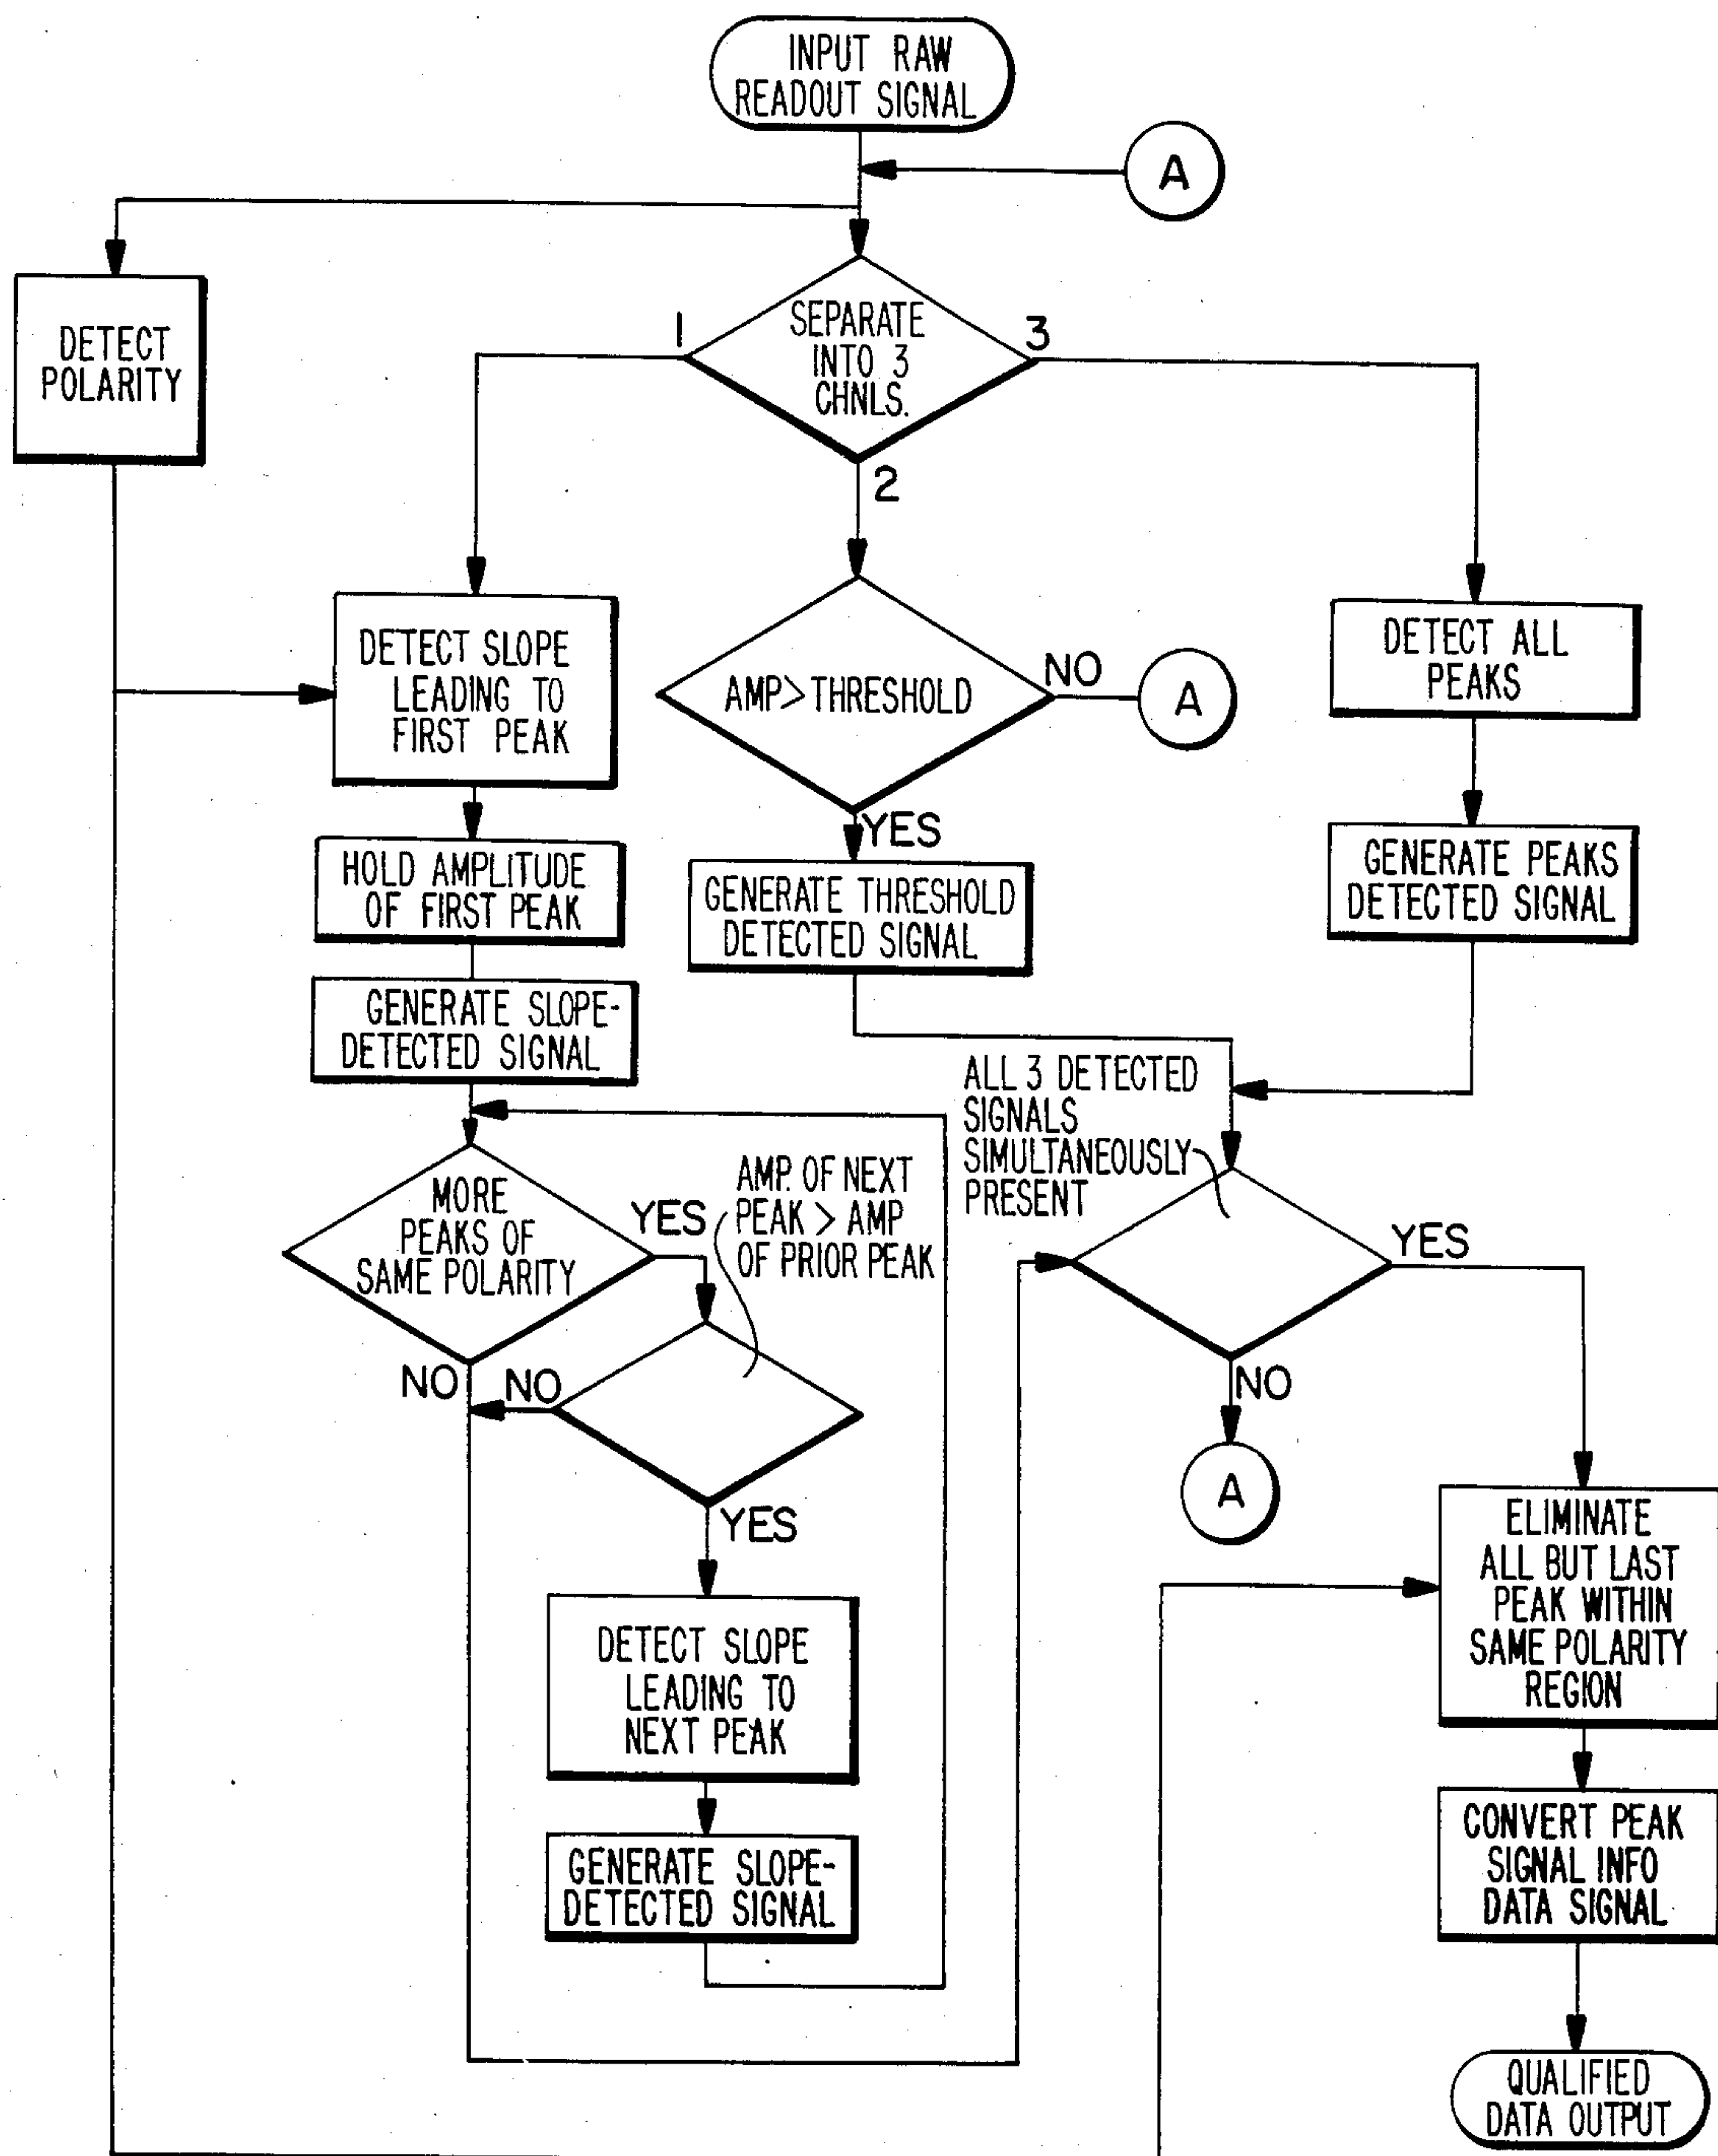 INPUT RAW
READOUT SIGNAL
A
DETECT
POLARITY
1
SEPARATE
INTO 3
CHNLS.
3
2
DETECT SLOPE
LEADING TO
FIRST PEAK
AMP>THRESHOLD
NO
A
YES
DETECT ALL
PEAKS
HOLD AMPLITUDE
OF FIRST PEAK
GENERATE THRESHOLD
DETECTED SIGNAL
GENERATE PEAKS
DETECTED SIGNAL
GENERATE SLOPE-
DETECTED SIGNAL
ALL 3 DETECTED
SIGNALS
SIMULTANEOUSLY
PRESENT
MORE
PEAKS OF
SAME POLARITY
YES
AMP. OF NEXT
PEAK > AMP
OF PRIOR PEAK
YES
NO
NO
NO
A
YES
DETECT SLOPE
LEADING TO
NEXT PEAK
GENERATE SLOPE-
DETECTED SIGNAL
ELIMINATE
ALL BUT LAST
PEAK WITHIN
SAME POLARITY
REGION
CONVERT PEAK
SIGNAL INFO
DATA SIGNAL
QUALIFIED
DATA OUTPUT